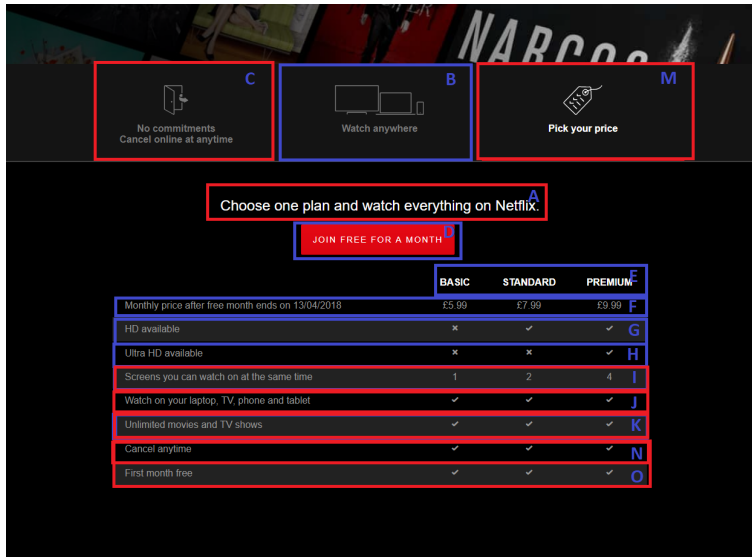 NARCOS
C
B
M
No commitments
Cancel online at anytime
Watch anywhere
Pick your price
A
Choose one plan and watch everything on Netflix.
D
JOIN FREE FOR A MONTH
BASIC STANDARD PREMIUM E
Monthly price after free month ends on 13/04/2018 £5.99 £7.99 £9.99 F
HD available G
Ultra HD available H
Screens you can watch on at the same time 1 2 4 I
Watch on your laptop, TV, phone and tablet J
Unlimited movies and TV shows K
Cancel anytime N
First month free O